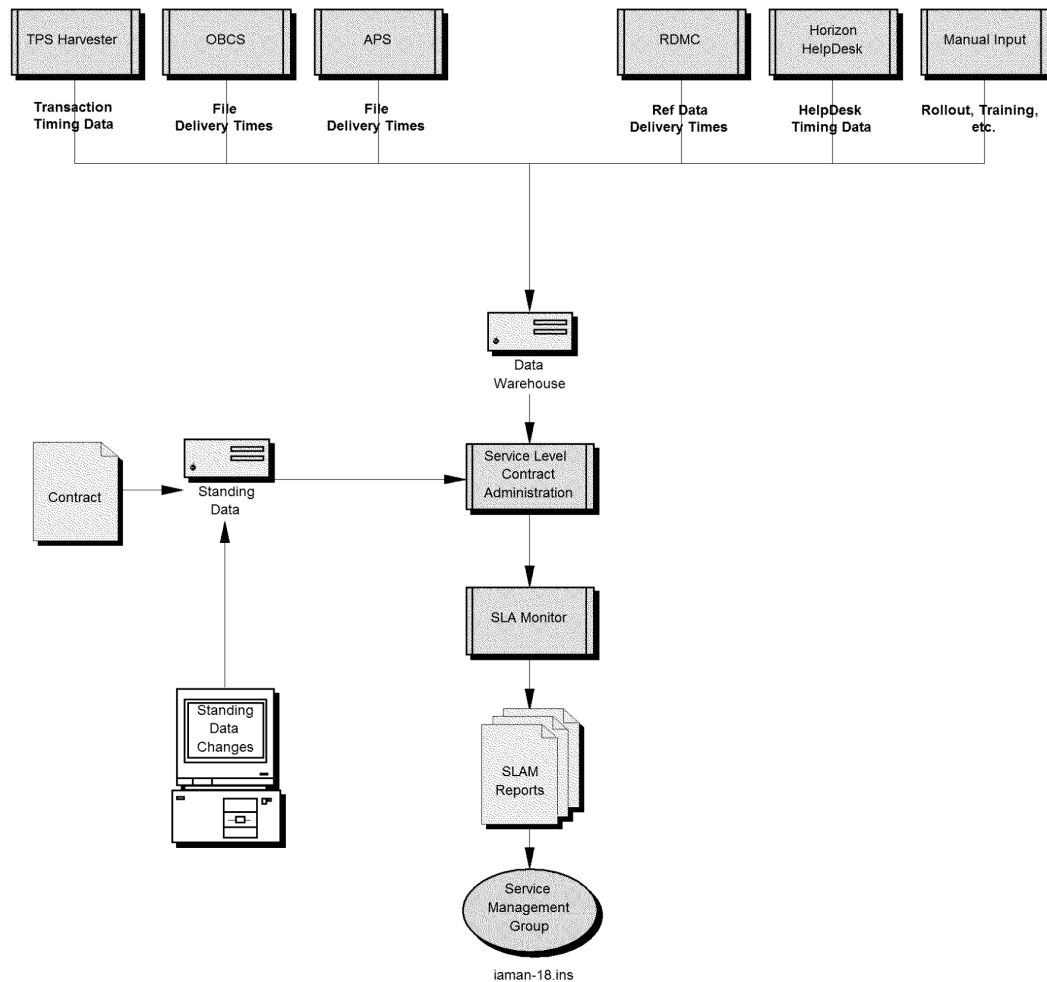 TPS Harvester
OBCS
APS
RDMC
Horizon
HelpDesk
Manual Input
Transaction
Timing Data
File
Delivery Times
File
Delivery Times
Ref Data
Delivery Times
HelpDesk
Timing Data
Rollout, Training,
etc.
Data
Warehouse
Contract
Standing
Data
Service Level
Contract
Administration
SLA Monitor
Standing
Data
Changes
SLAM
Reports
Service
Management
Group
iaman-18.ins